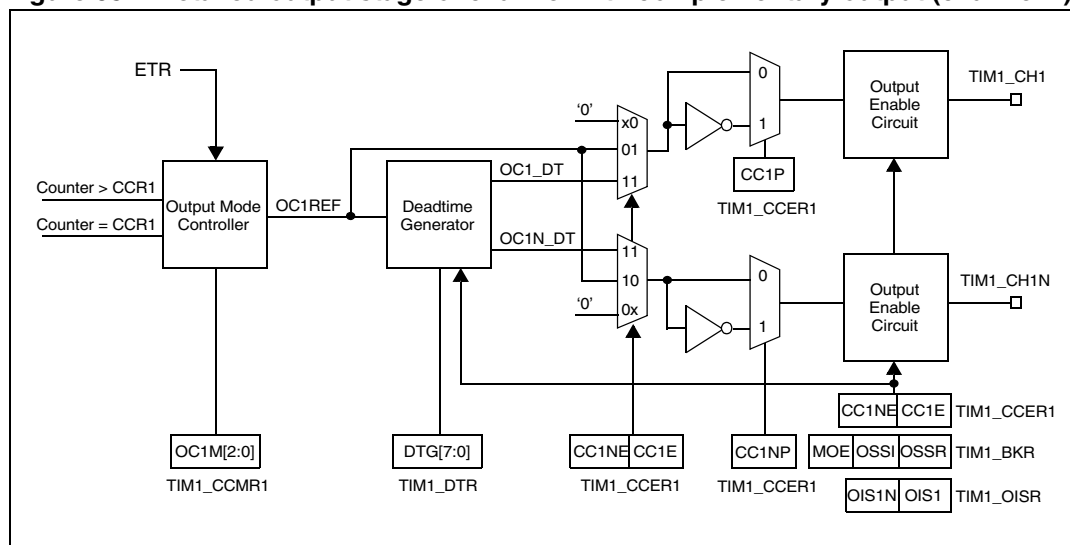 ETR
Counter > CCR1
Counter = CCR1
Output Mode
Controller
OC1REF
Deadtime
Generator
OC1_DT
OC1N_DT
'0'
x0
01
11
11
10
0x
'0'
0
1
CC1P
TIM1_CCER1
0
1
Output
Enable
Circuit
TIM1_CH1
Output
Enable
Circuit
TIM1_CH1N
OC1M[2:0]
TIM1_CCMR1
DTG[7:0]
TIM1_DTR
CC1NE CC1E
TIM1_CCER1
CC1NP
TIM1_CCER1
CC1NE CC1E TIM1_CCER1
MOE OSSI OSSR TIM1_BKR
OIS1N OIS1 TIM1_OISR